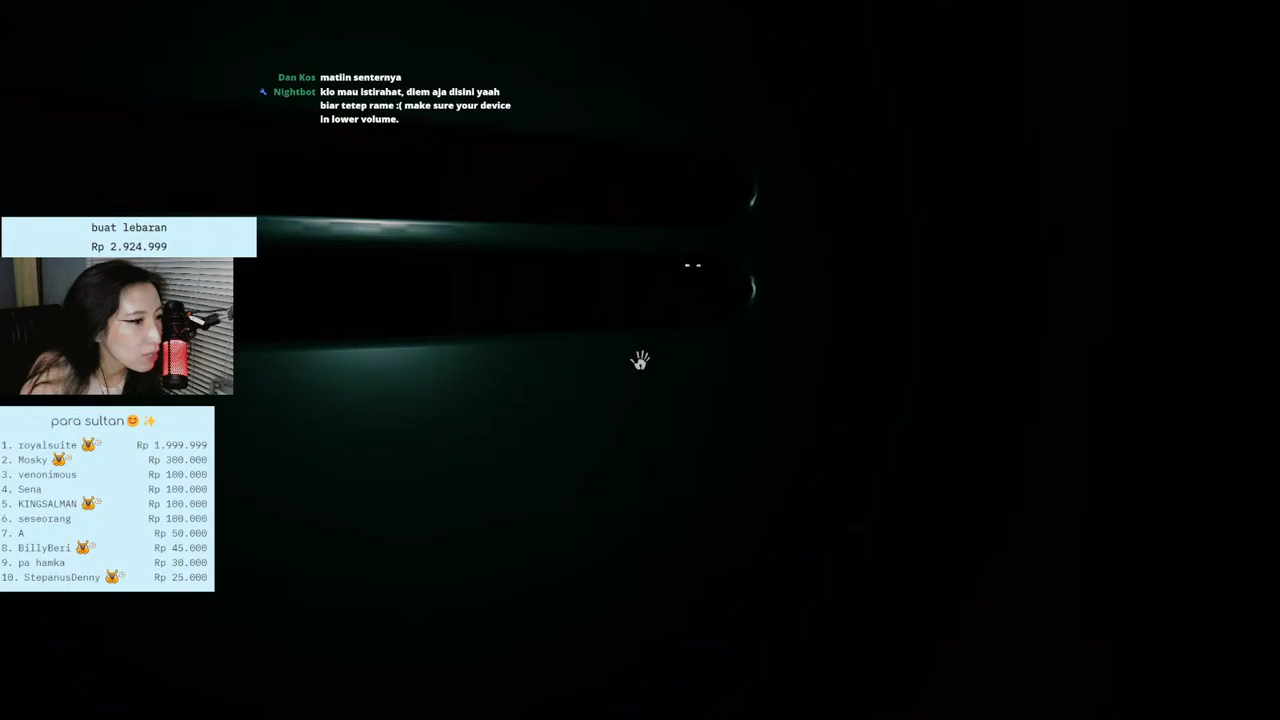 Dan Kos matiin senternya
Nightbot klo mau istirahat, diem aja disini yaah
biar tetep rame :( make sure your device
in lower volume.
buat lebaran
Rp 2.924.999
para sultan😊✨
1. royalsuite Rp 1.999.999
2. Mosky Rp 300.000
3. venonimous Rp 100.000
4. Sena Rp 100.000
5. KINGSALMAN Rp 100.000
6. seseorang Rp 100.000
7. A Rp 50.000
8. BillyBeri Rp 45.000
9. pa hamka Rp 30.000
10. StepanusDenny Rp 25.000